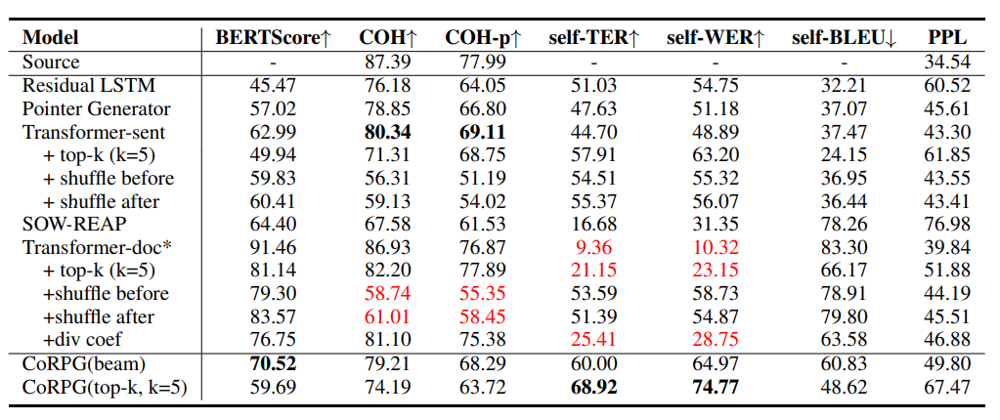 Model BERTScore↑ COH↑ COH-p↑ self-TER↑ self-WER↑ self-BLEU↓ PPL
Source - 87.39 77.99 - - - 34.54
Residual LSTM 45.47 76.18 64.05 51.03 54.75 32.21 60.52
Pointer Generator 57.02 78.85 66.80 47.63 51.18 37.07 45.61
Transformer-sent 62.99 80.34 69.11 44.70 48.89 37.47 43.30
+ top-k (k=5) 49.94 71.31 68.75 57.91 63.20 24.15 61.85
+ shuffle before 59.83 56.31 51.19 54.51 55.32 36.95 43.55
+ shuffle after 60.41 59.13 54.02 55.37 56.07 36.44 43.41
SOW-REAP 64.40 67.58 61.53 16.68 31.35 78.26 76.98
Transformer-doc* 91.46 86.93 76.87 9.36 10.32 83.30 39.84
+ top-k (k=5) 81.14 82.20 77.89 21.15 23.15 66.17 51.88
+shuffle before 79.30 58.74 55.35 53.59 58.73 78.91 44.19
+shuffle after 83.57 61.01 58.45 51.39 54.87 79.80 45.51
+div coef 76.75 81.10 75.38 25.41 28.75 63.58 46.88
CoRPG(beam) 70.52 79.21 68.29 60.00 64.97 60.83 49.80
CoRPG(top-k, k=5) 59.69 74.19 63.72 68.92 74.77 48.62 67.47